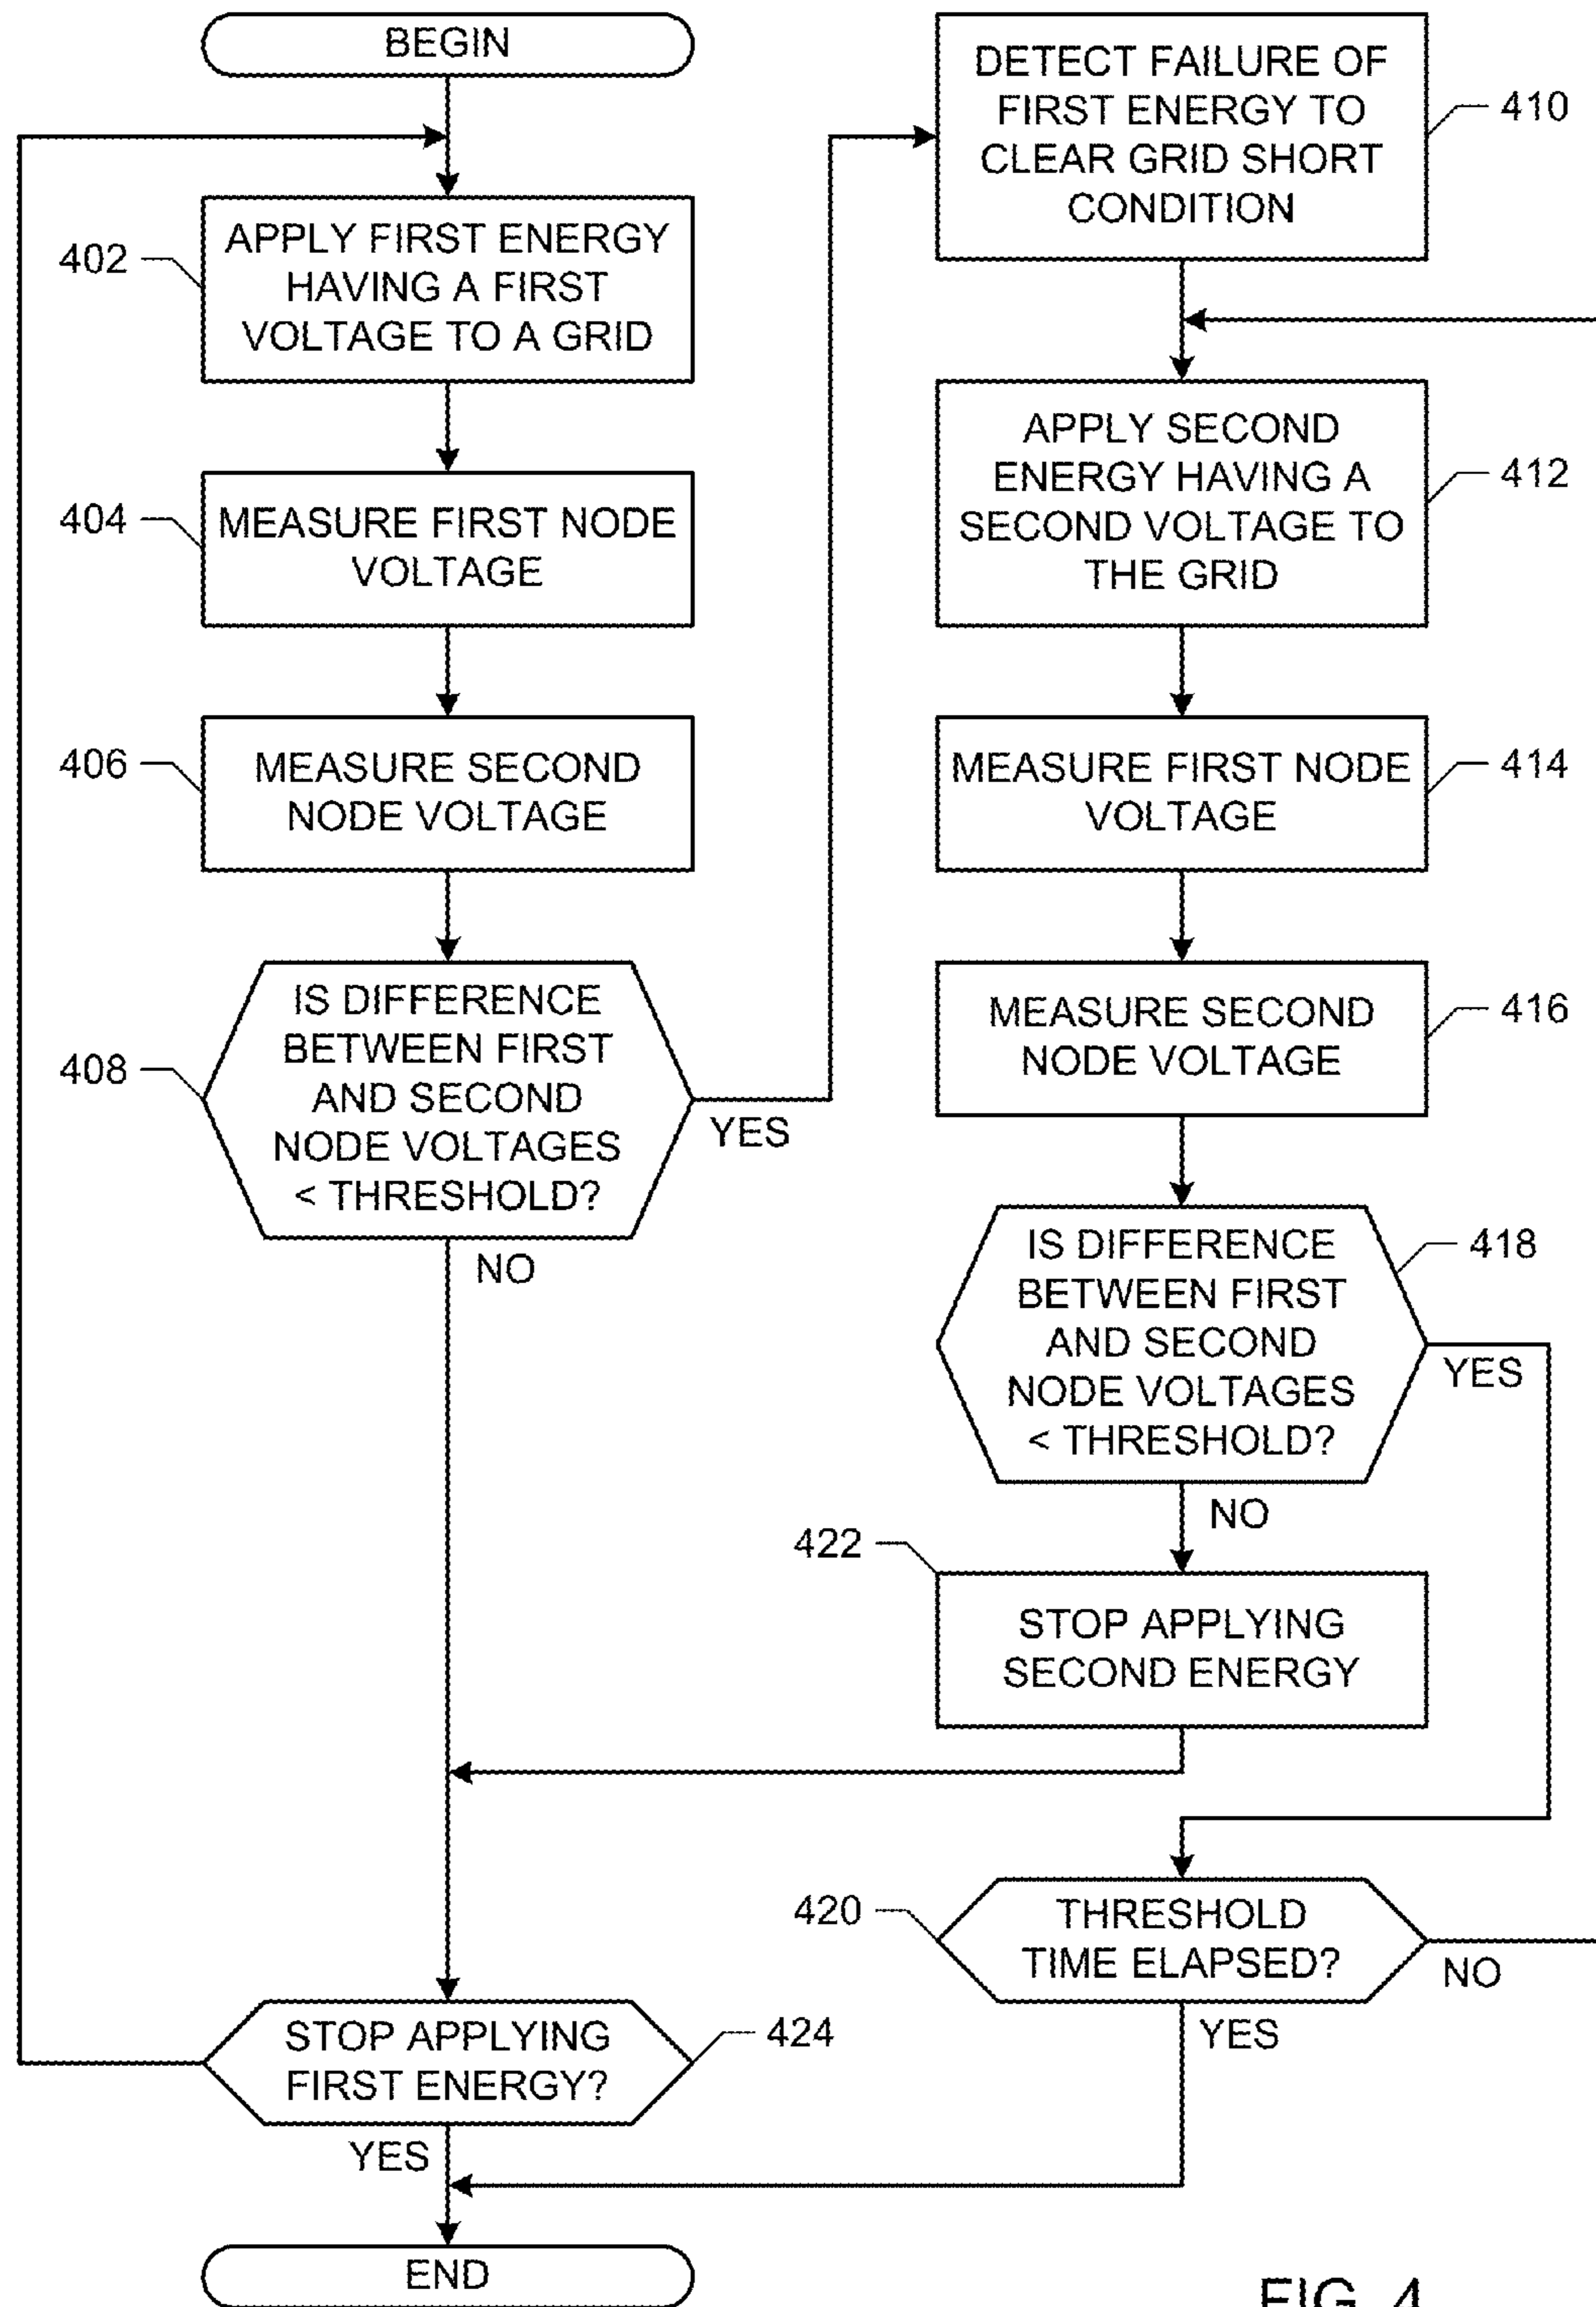 BEGIN
402
APPLY FIRST ENERGY
HAVING A FIRST
VOLTAGE TO A GRID
404
MEASURE FIRST NODE
VOLTAGE
406
MEASURE SECOND
NODE VOLTAGE
408
IS DIFFERENCE
BETWEEN FIRST
AND SECOND
NODE VOLTAGES
< THRESHOLD?
YES
NO
DETECT FAILURE OF
FIRST ENERGY TO
CLEAR GRID SHORT
CONDITION
410
APPLY SECOND
ENERGY HAVING A
SECOND VOLTAGE TO
THE GRID
412
MEASURE FIRST NODE
VOLTAGE
414
MEASURE SECOND
NODE VOLTAGE
416
IS DIFFERENCE
BETWEEN FIRST
AND SECOND
NODE VOLTAGES
< THRESHOLD?
418
YES
NO
422
STOP APPLYING
SECOND ENERGY
420
THRESHOLD
TIME ELAPSED?
NO
YES
STOP APPLYING
FIRST ENERGY?
424
YES
END
FIG. 4